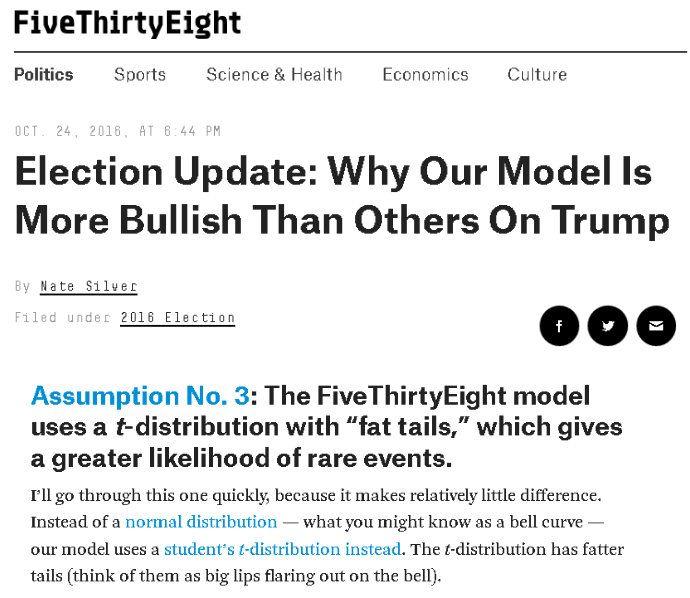 FiveThirtyEight
Politics Sports Science & Health Economics Culture
OCT. 24, 2016, AT 6:44 PM
Election Update: Why Our Model Is
More Bullish Than Others On Trump
By Nate Silver
Filed under 2016 Election
Assumption No. 3: The FiveThirtyEight model
uses a t-distribution with “fat tails,” which gives
a greater likelihood of rare events.
I’ll go through this one quickly, because it makes relatively little difference.
Instead of a normal distribution — what you might know as a bell curve —
our model uses a student’s t-distribution instead. The t-distribution has fatter
tails (think of them as big lips flaring out on the bell).